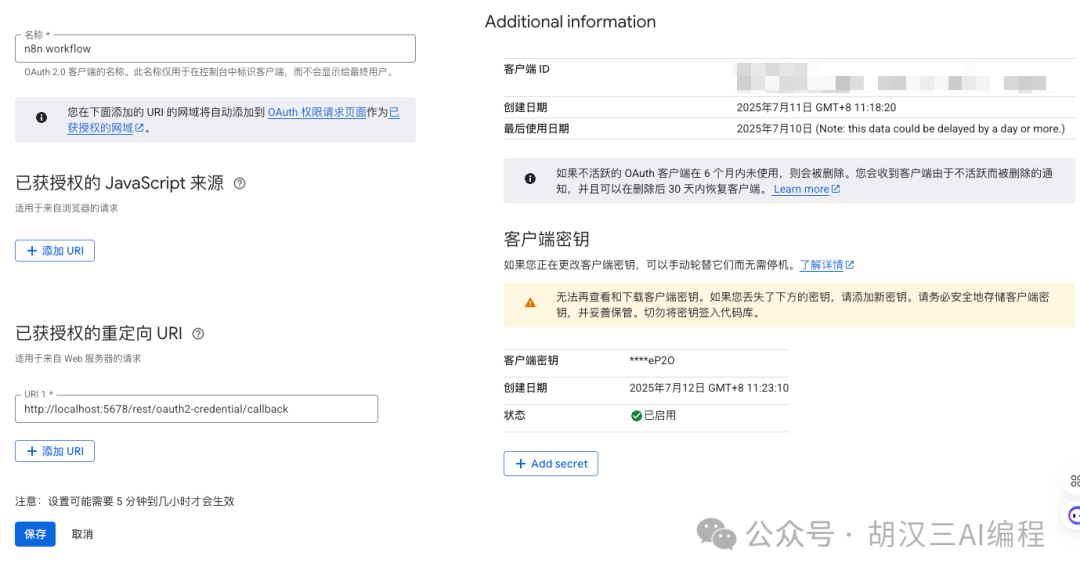 名称 *
n8n workflow
OAuth 2.0 客户端的名称。此名称仅用于在控制台中标识客户端，而不会显示给最终用户。
您在下面添加的 URI 的网域将自动添加到 OAuth 权限请求页面作为已
获授权的网域。
已获授权的 JavaScript 来源
适用于来自浏览器的请求
+ 添加 URI
已获授权的重定向 URI
适用于来自 Web 服务器的请求
URI 1 *
http://localhost:5678/rest/oauth2-credential/callback
+ 添加 URI
注意：设置可能需要 5 分钟到几小时才会生效
保存 取消
Additional information
客户端 ID
创建日期 2025年7月11日 GMT+8 11:18:20
最后使用日期 2025年7月10日 (Note: this data could be delayed by a day or more.)
如果不活跃的 OAuth 客户端在 6 个月内未使用，则会被删除。您会收到客户端由于不活跃而被删除的通
知，并且可以在删除后 30 天内恢复客户端。 Learn more
客户端密钥
如果您正在更改客户端密钥，可以手动轮替它们而无需停机。了解详情
无法再查看和下载客户端密钥。如果您丢失了下方的密钥，请添加新密钥。请务必安全地存储客户端密
钥，并妥善保管。切勿将密钥签入代码库。
客户端密钥 ****eP2O
创建日期 2025年7月12日 GMT+8 11:23:10
状态 已启用
+ Add secret
公众号 · 胡汉三AI编程